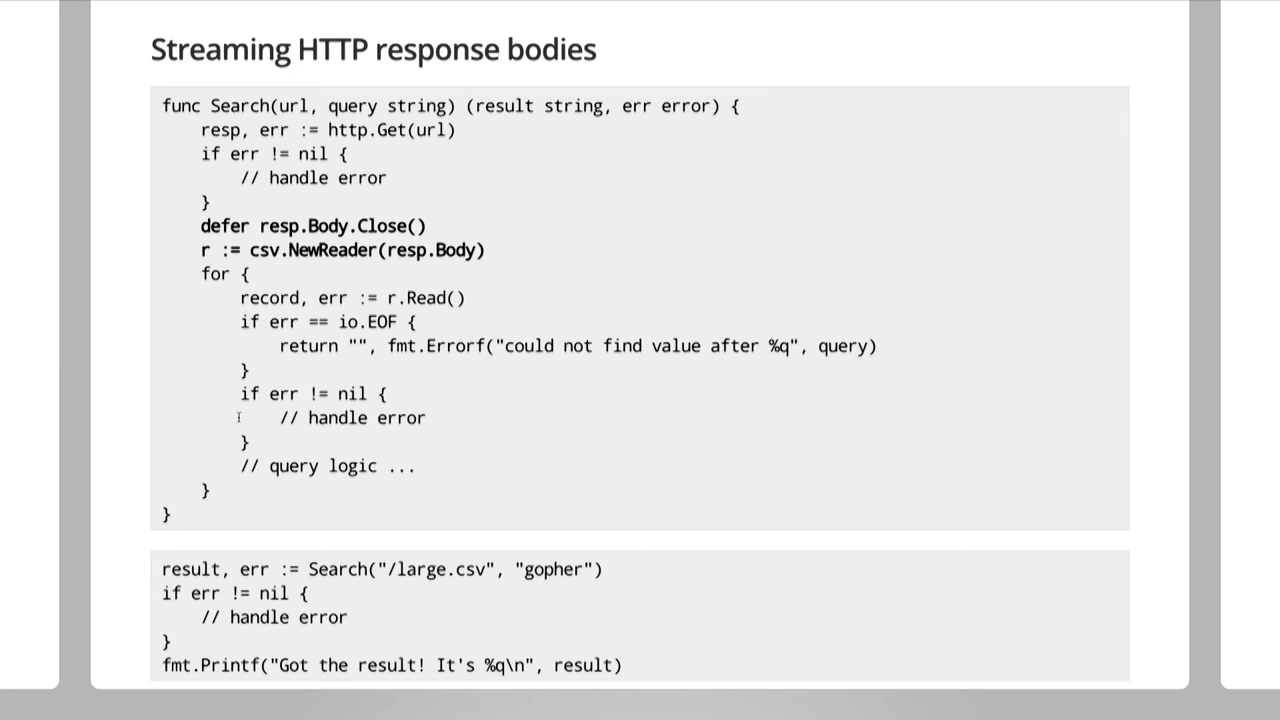 Streaming HTTP response bodies
func Search(url, query string) (result string, err error) {
    resp, err := http.Get(url)
    if err != nil {
        // handle error
    }
    defer resp.Body.Close()
    r := csv.NewReader(resp.Body)
    for {
        record, err := r.Read()
        if err == io.EOF {
            return "", fmt.Errorf("could not find value after %q", query)
        }
        if err != nil {
            // handle error
        }
        // query logic ...
    }
}
result, err := Search("/large.csv", "gopher")
if err != nil {
    // handle error
}
fmt.Printf("Got the result! It's %q\n", result)